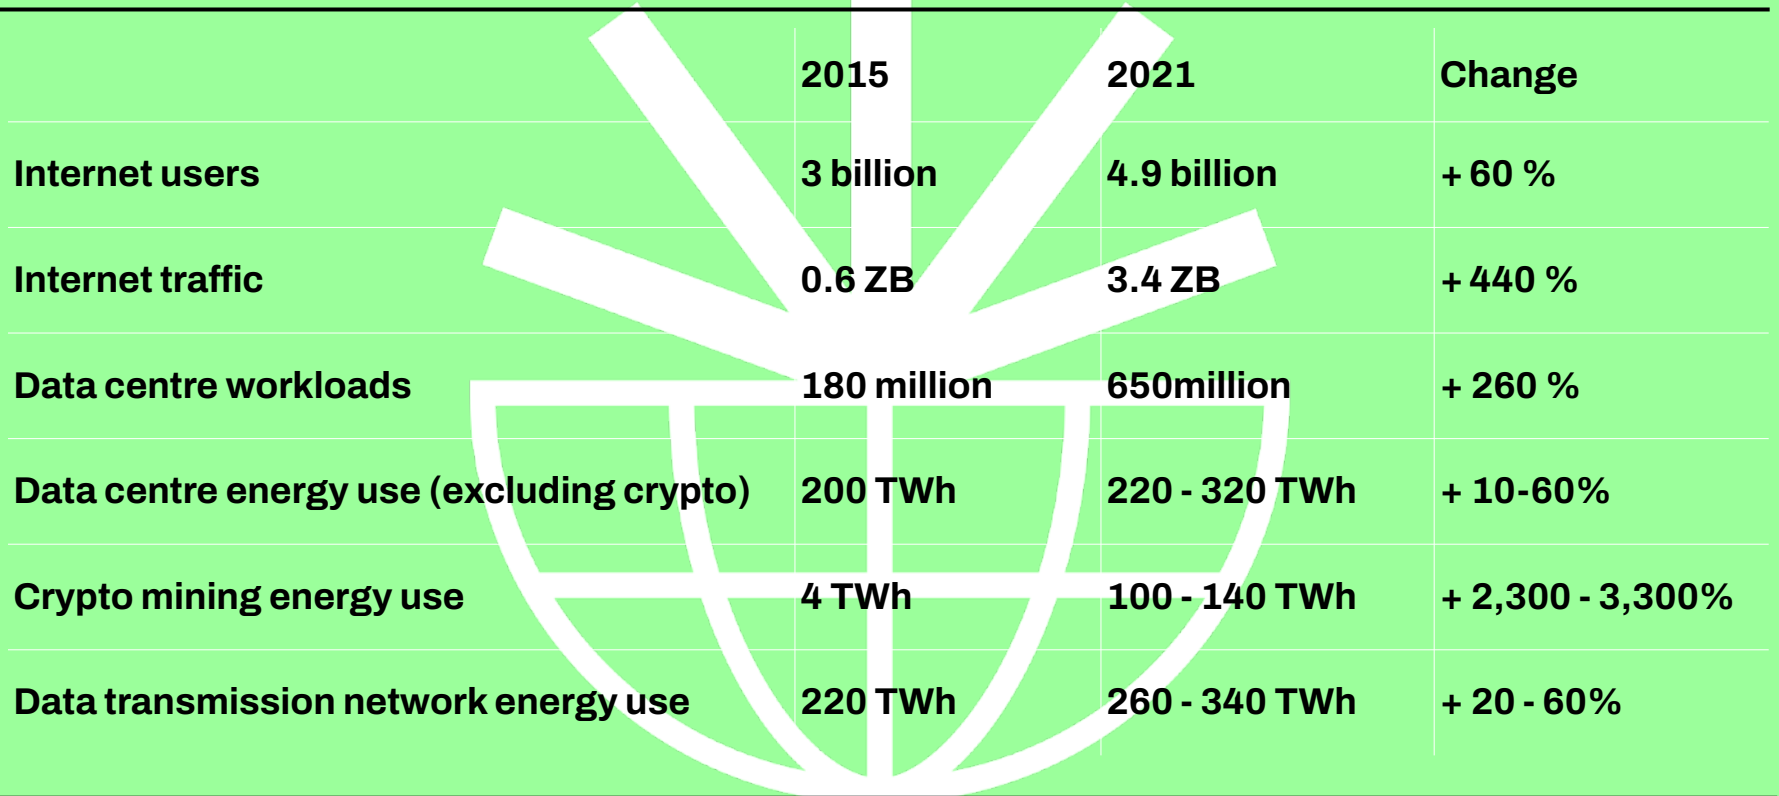 2015 2021 Change
Internet users 3 billion 4.9 billion + 60 %
Internet traffic 0.6 ZB 3.4 ZB + 440 %
Data centre workloads 180 million 650million + 260 %
Data centre energy use (excluding crypto) 200 TWh 220 - 320 TWh + 10-60%
Crypto mining energy use 4 TWh 100 - 140 TWh + 2,300 - 3,300%
Data transmission network energy use 220 TWh 260 - 340 TWh + 20 - 60%